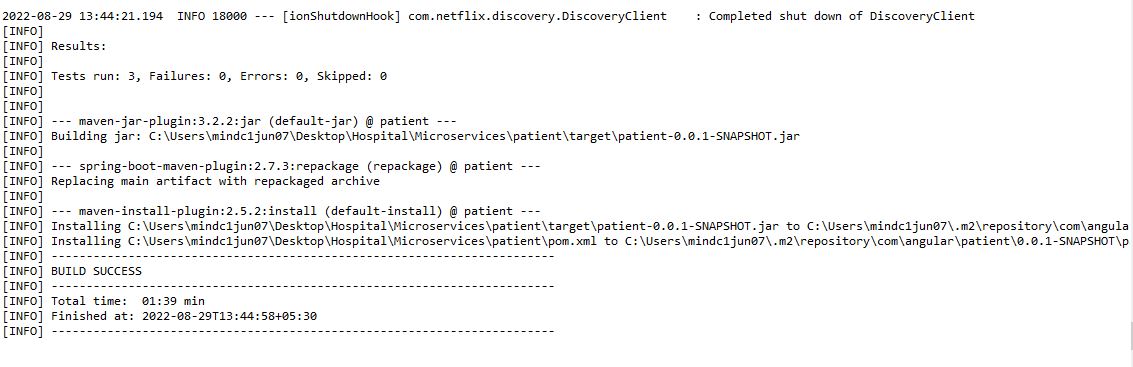 2022-08-29 13:44:21.194  INFO 18000 --- [ionShutdownHook] com.netflix.discovery.DiscoveryClient    : Completed shut down of DiscoveryClient
[INFO]
[INFO] Results:
[INFO]
[INFO] Tests run: 3, Failures: 0, Errors: 0, Skipped: 0
[INFO]
[INFO]
[INFO] --- maven-jar-plugin:3.2.2:jar (default-jar) @ patient ---
[INFO] Building jar: C:\Users\mindc1jun07\Desktop\Hospital\Microservices\patient\target\patient-0.0.1-SNAPSHOT.jar
[INFO]
[INFO] --- spring-boot-maven-plugin:2.7.3:repackage (repackage) @ patient ---
[INFO] Replacing main artifact with repackaged archive
[INFO]
[INFO] --- maven-install-plugin:2.5.2:install (default-install) @ patient ---
[INFO] Installing C:\Users\mindc1jun07\Desktop\Hospital\Microservices\patient\target\patient-0.0.1-SNAPSHOT.jar to C:\Users\mindc1jun07\.m2\repository\com\angula
[INFO] Installing C:\Users\mindc1jun07\Desktop\Hospital\Microservices\patient\pom.xml to C:\Users\mindc1jun07\.m2\repository\com\angular\patient\0.0.1-SNAPSHOT\p
[INFO] ------------------------------------------------------------------------
[INFO] BUILD SUCCESS
[INFO] ------------------------------------------------------------------------
[INFO] Total time:  01:39 min
[INFO] Finished at: 2022-08-29T13:44:58+05:30
[INFO] ------------------------------------------------------------------------